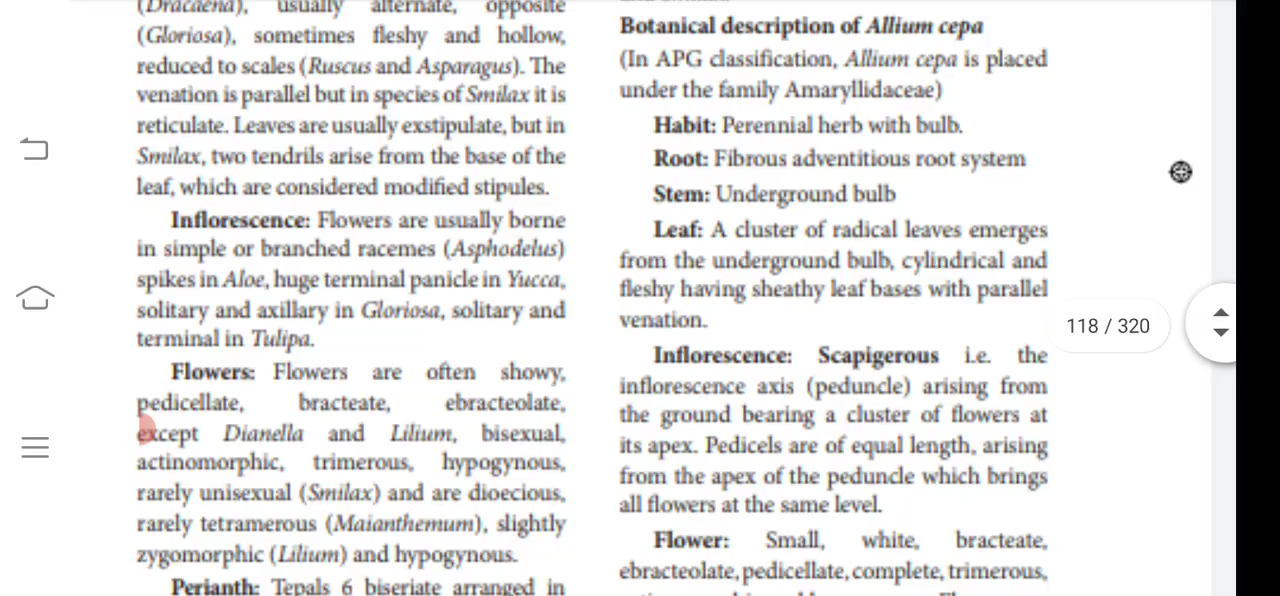 (Dracaena), usually alternate, opposite
(Gloriosa), sometimes fleshy and hollow,
reduced to scales (Ruscus and Asparagus). The
venation is parallel but in species of Smilax it is
reticulate. Leaves are usually exstipulate, but in
Smilax, two tendrils arise from the base of the
leaf, which are considered modified stipules.
Inflorescence: Flowers are usually borne
in simple or branched racemes (Asphodelus)
spikes in Aloe, huge terminal panicle in Yucca,
solitary and axillary in Gloriosa, solitary and
terminal in Tulipa.
Flowers: Flowers are often showy,
pedicellate, bracteate, ebracteolate,
except Dianella and Lilium, bisexual,
actinomorphic, trimerous, hypogynous,
rarely unisexual (Smilax) and are dioecious,
rarely tetramerous (Maianthemum), slightly
zygomorphic (Lilium) and hypogynous.
Perianth: Tepals 6 biseriate arranged in
Botanical description of Allium cepa
(In APG classification, Allium cepa is placed
under the family Amaryllidaceae)
Habit: Perennial herb with bulb.
Root: Fibrous adventitious root system
Stem: Underground bulb
Leaf: A cluster of radical leaves emerges
from the underground bulb, cylindrical and
fleshy having sheathy leaf bases with parallel
venation.
Inflorescence: Scapigerous i.e. the
inflorescence axis (peduncle) arising from
the ground bearing a cluster of flowers at
its apex. Pedicels are of equal length, arising
from the apex of the peduncle which brings
all flowers at the same level.
Flower: Small, white, bracteate,
ebracteolate, pedicellate, complete, trimerous,
118 / 320